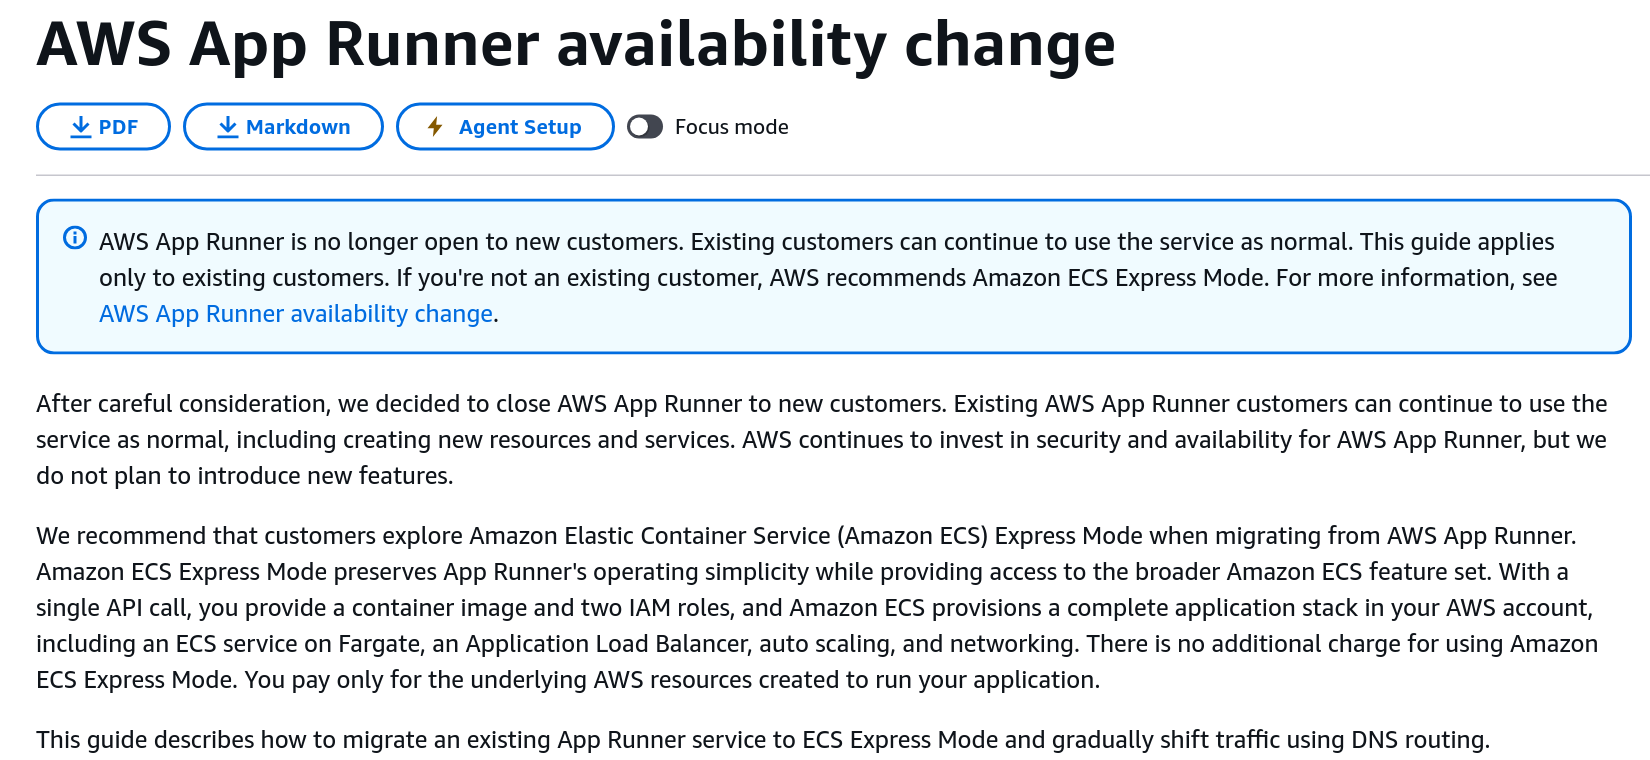 AWS App Runner availability change
PDF
Markdown
Agent Setup
Focus mode
AWS App Runner is no longer open to new customers. Existing customers can continue to use the service as normal. This guide applies
only to existing customers. If you're not an existing customer, AWS recommends Amazon ECS Express Mode. For more information, see
AWS App Runner availability change.
After careful consideration, we decided to close AWS App Runner to new customers. Existing AWS App Runner customers can continue to use the
service as normal, including creating new resources and services. AWS continues to invest in security and availability for AWS App Runner, but we
do not plan to introduce new features.
We recommend that customers explore Amazon Elastic Container Service (Amazon ECS) Express Mode when migrating from AWS App Runner.
Amazon ECS Express Mode preserves App Runner's operating simplicity while providing access to the broader Amazon ECS feature set. With a
single API call, you provide a container image and two IAM roles, and Amazon ECS provisions a complete application stack in your AWS account,
including an ECS service on Fargate, an Application Load Balancer, auto scaling, and networking. There is no additional charge for using Amazon
ECS Express Mode. You pay only for the underlying AWS resources created to run your application.
This guide describes how to migrate an existing App Runner service to ECS Express Mode and gradually shift traffic using DNS routing.